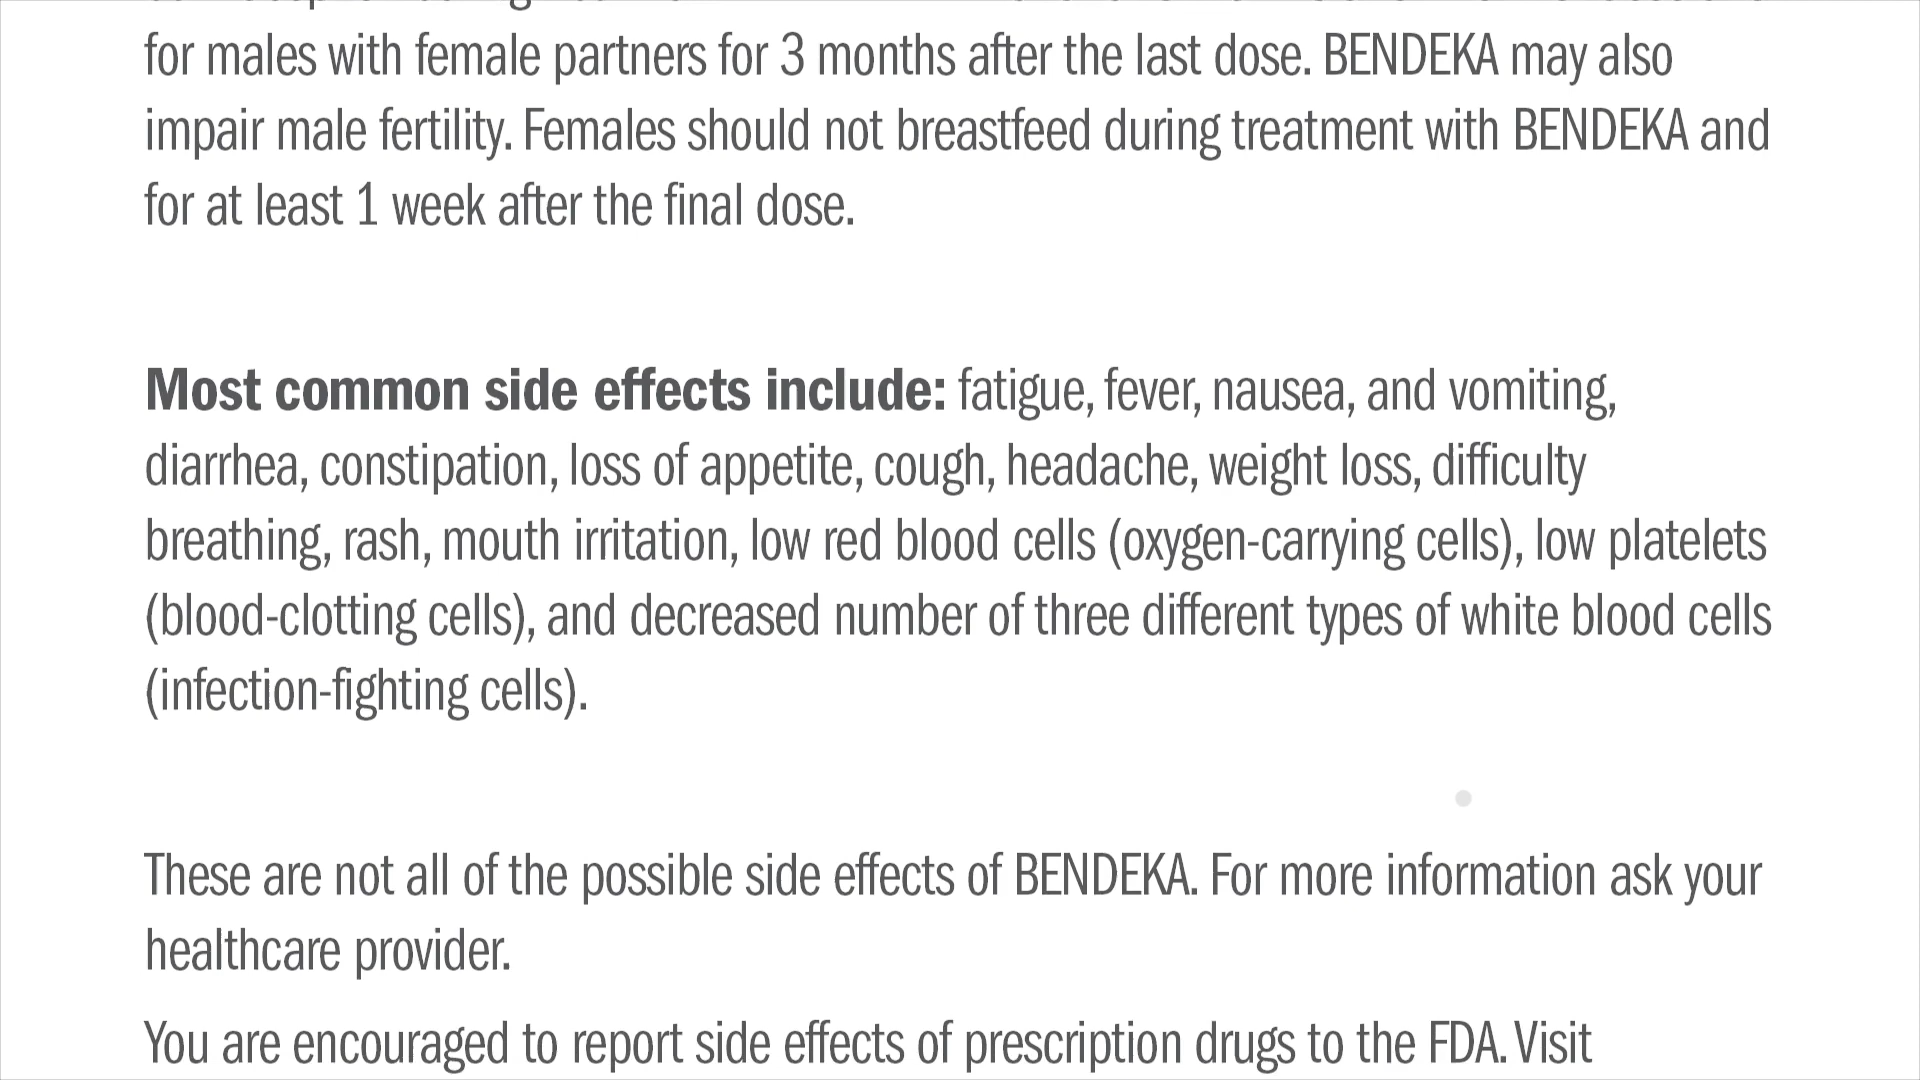 for males with female partners for 3 months after the last dose. BENDEKA may also
impair male fertility. Females should not breastfeed during treatment with BENDEKA and
for at least 1 week after the final dose.
Most common side effects include: fatigue, fever, nausea, and vomiting,
diarrhea, constipation, loss of appetite, cough, headache, weight loss, difficulty
breathing, rash, mouth irritation, low red blood cells (oxygen-carrying cells), low platelets
(blood-clotting cells), and decreased number of three different types of white blood cells
(infection-fighting cells).
These are not all of the possible side effects of BENDEKA. For more information ask your
healthcare provider.
You are encouraged to report side effects of prescription drugs to the FDA. Visit